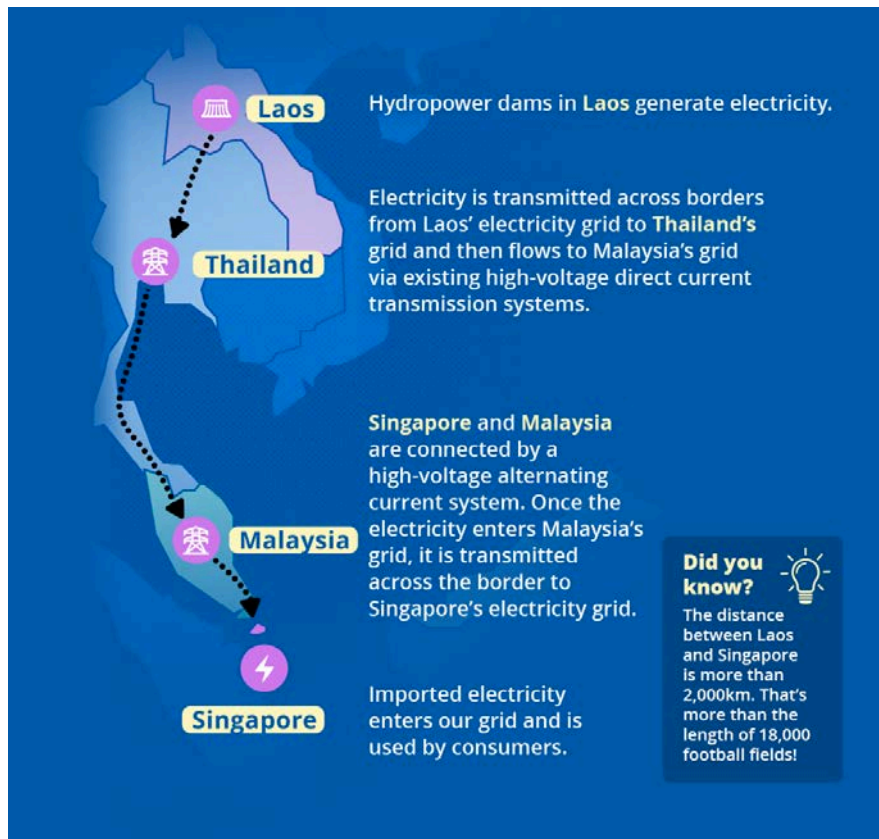 Laos
Hydropower dams in Laos generate electricity.
Thailand
Electricity is transmitted across borders
from Laos' electricity grid to Thailand's
grid and then flows to Malaysia's grid
via existing high-voltage direct current
transmission systems.
Malaysia
Singapore and Malaysia
are connected by a
high-voltage alternating
current system. Once the
electricity enters Malaysia's
grid, it is transmitted
across the border to
Singapore's electricity grid.
Singapore
Imported electricity
enters our grid and is
used by consumers.
Did you
know?
The distance
between Laos
and Singapore
is more than
2,000km. That's
more than the
length of 18,000
football fields!